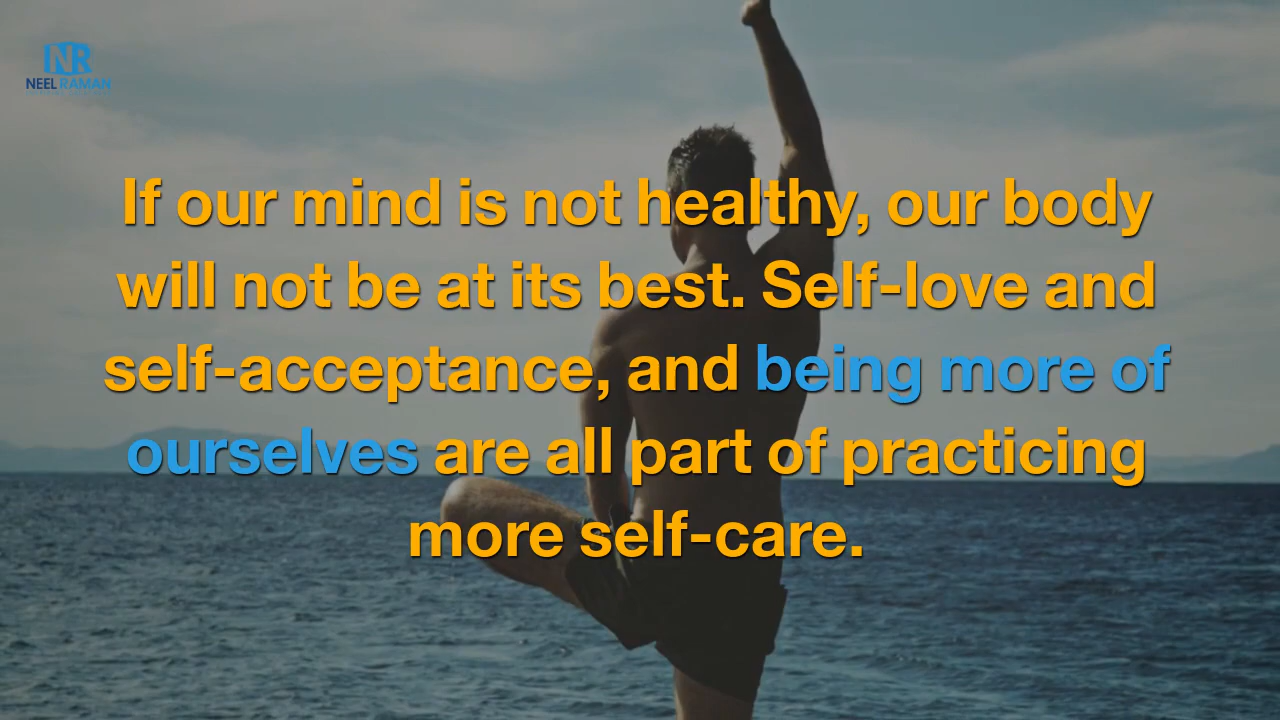 NR
NEEL RAMAN
If our mind is not healthy, our body
will not be at its best. Self-love and
self-acceptance, and being more of
ourselves are all part of practicing
more self-care.